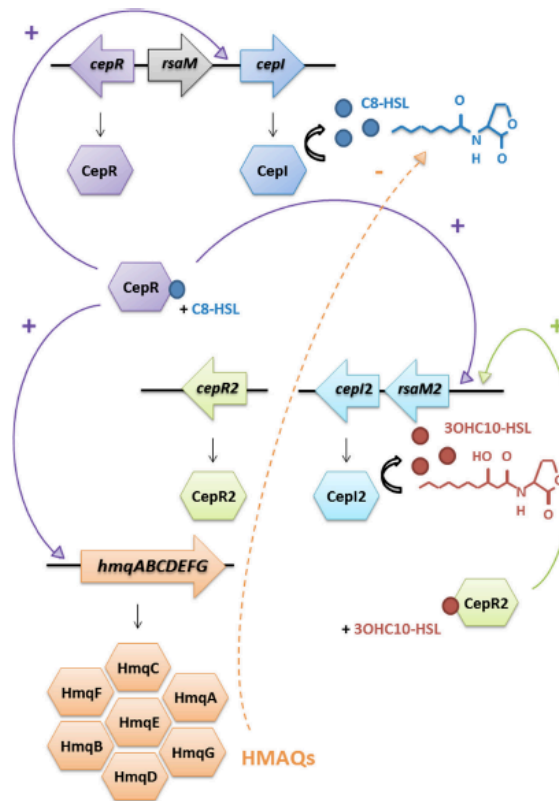 +
cepR rsaM cepI
C8-HSL
O
O
N
H
O
CepR CepI
-
+
CepR
+ C8-HSL
+
+
cepR2 cepI2 rsaM2
3OHC10-HSL
HO O
O
N
H
O
CepR2 CepI2
hmqABCDEFG
CepR2
+ 3OHC10-HSL
HmqC
HmqF HmqA
HmqE
HmqB HmqG
HmqD
HMAQs